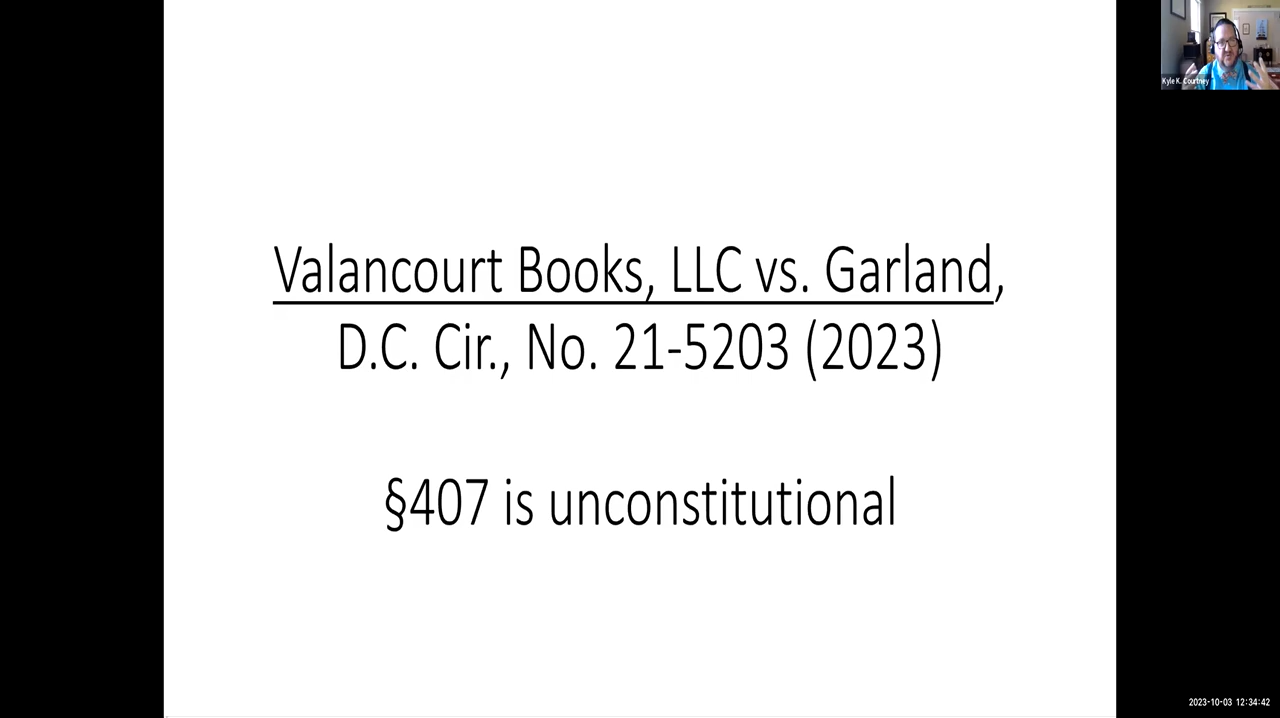 Kyle K. Courtney
Valancourt Books, LLC vs. Garland,
D.C. Cir., No. 21-5203 (2023)
§407 is unconstitutional
2023-10-03 12:34:42